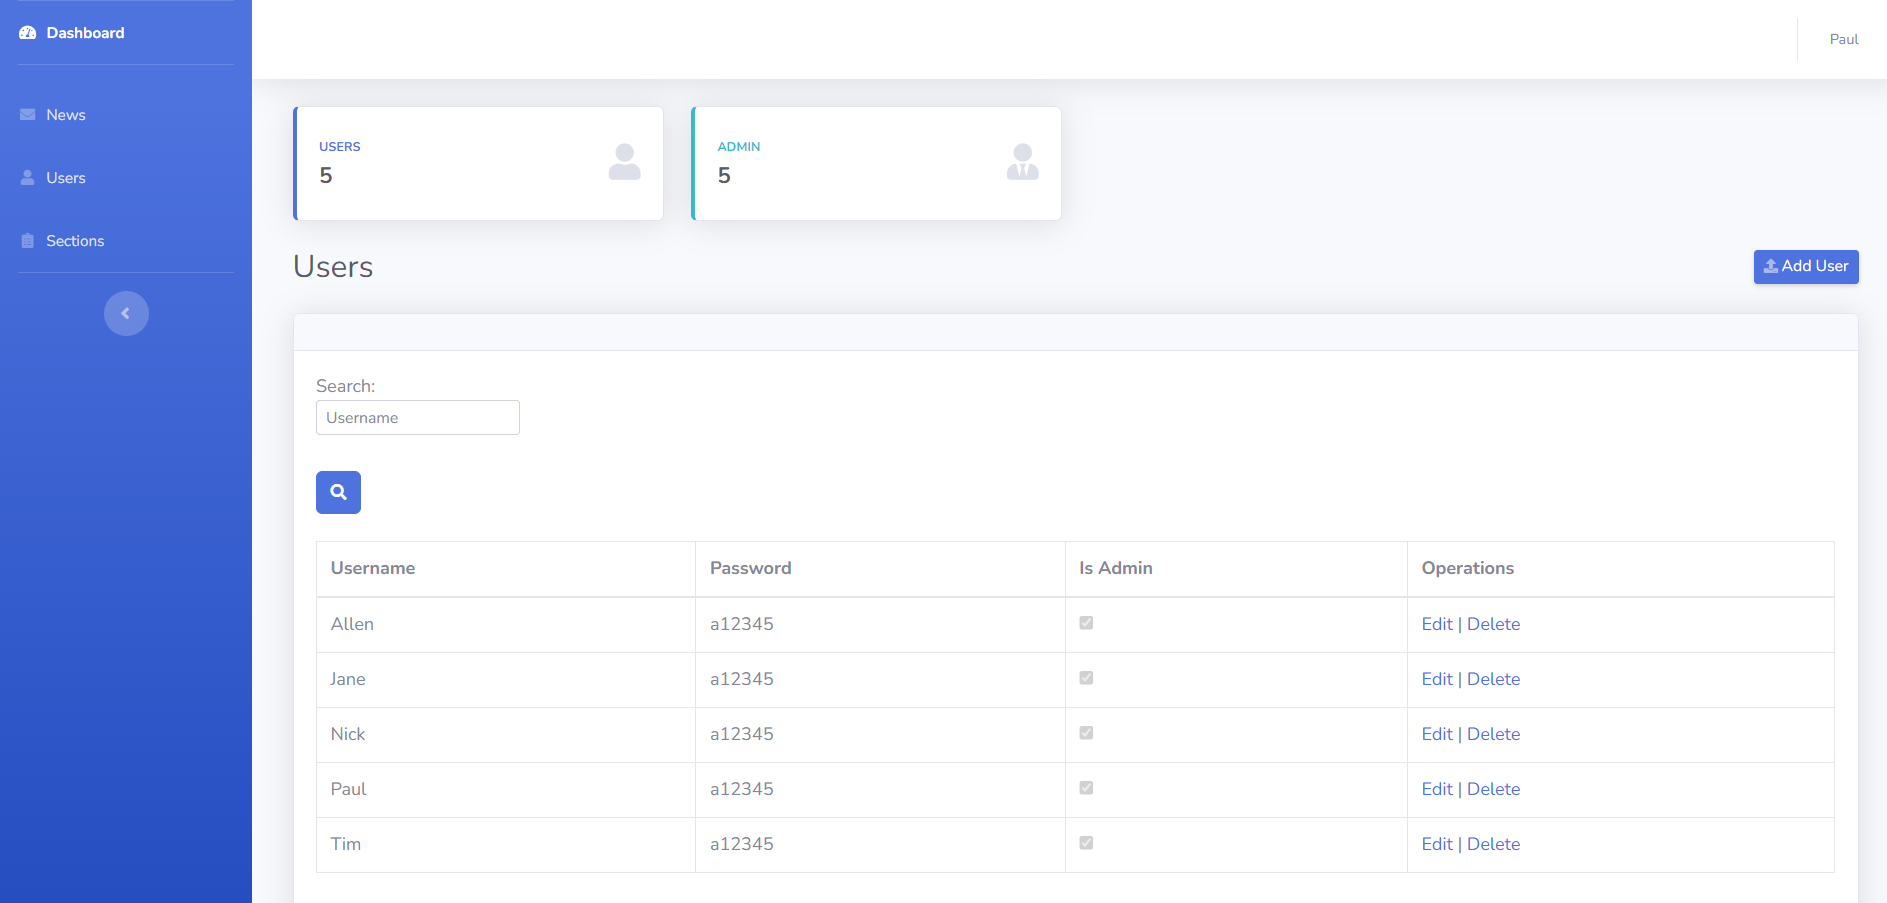 Dashboard
News
Users
Sections
Paul
USERS
5
ADMIN
5
Users
Add User
Search:
Username
Username Password Is Admin Operations
Allen a12345 Edit | Delete
Jane a12345 Edit | Delete
Nick a12345 Edit | Delete
Paul a12345 Edit | Delete
Tim a12345 Edit | Delete